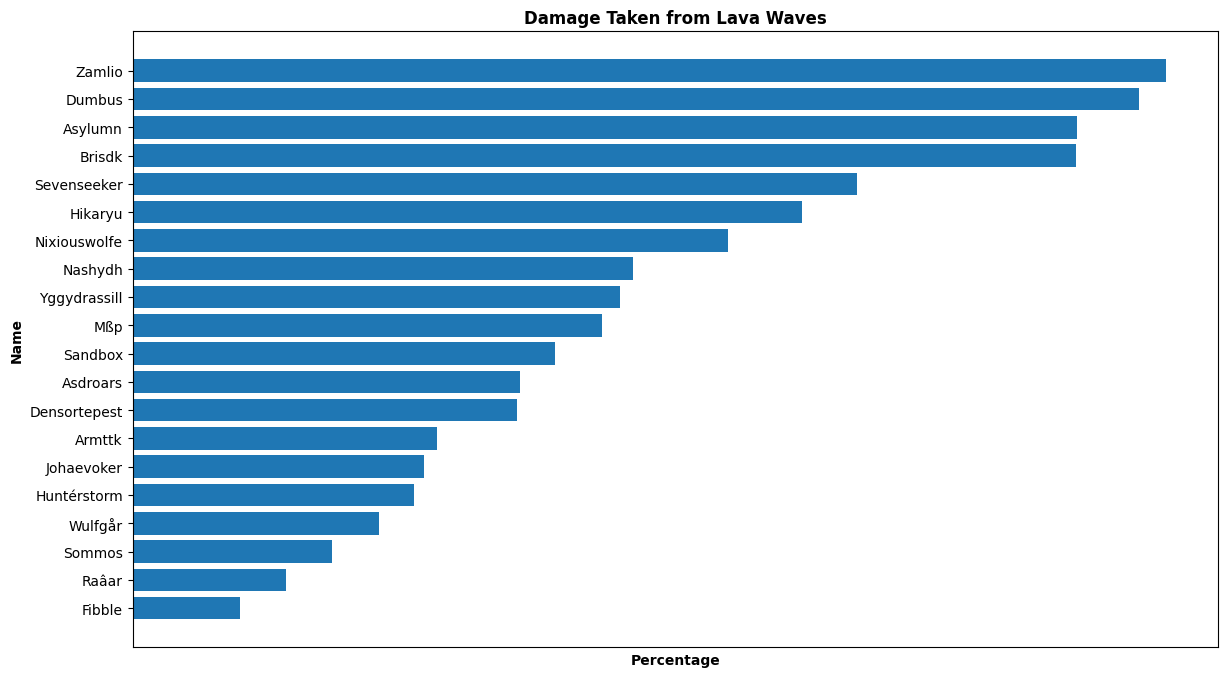 Damage Taken from Lava Waves
Zamlio
Dumbus
Asylumn
Brisdk
Sevenseeker
Hikaryu
Nixiouswolfe
Nashydh
Yggydrassill
Mßp
Sandbox
Asdroars
Densortepest
Armttk
Johaevoker
Huntérstorm
Wulfgår
Sommos
Raâar
Fibble
Name
Percentage